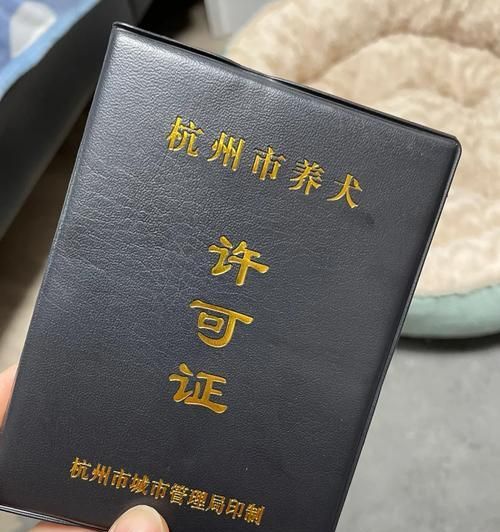 杭州市养犬
许
可
证
杭州市城市管理局印制